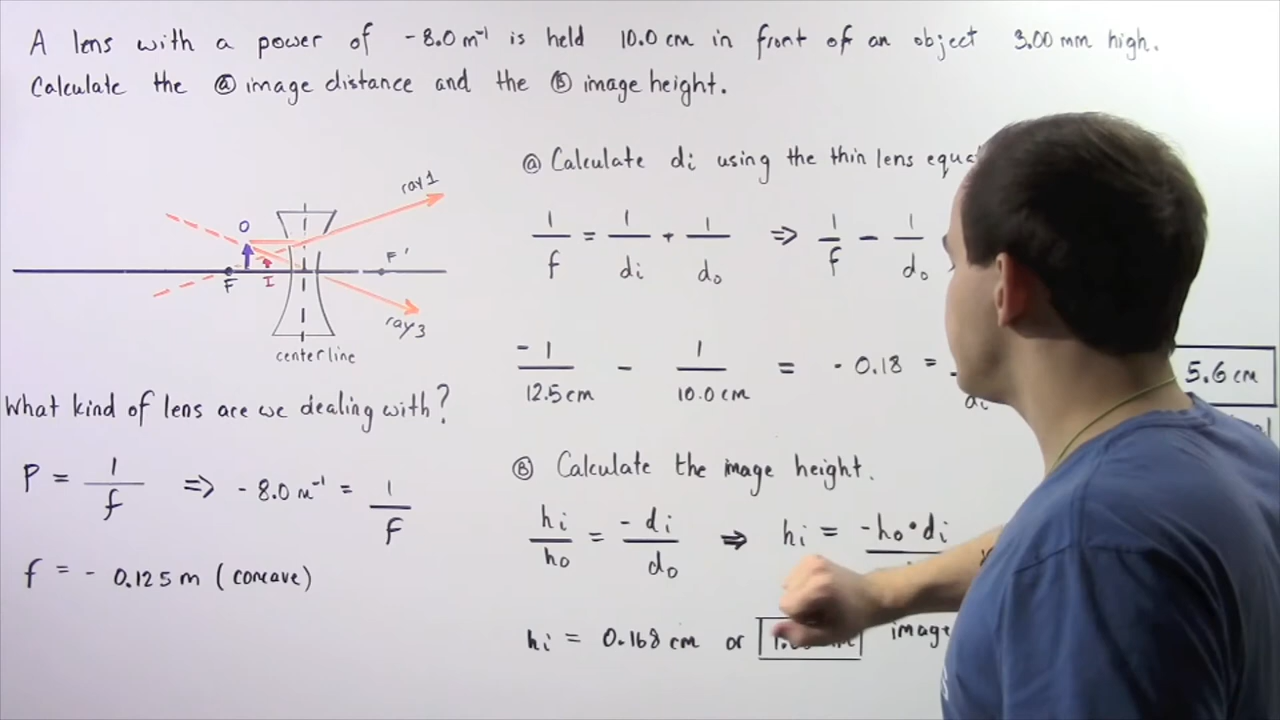 A lens with a power of -8.0 m⁻¹ is held 10.0 cm in front of an object 3.00 mm high.
Calculate the ⓐ image distance and the Ⓑ image height.
ⓐ Calculate di using the thin lens
ray 1
O
F
I
F'
ray 3
center line
1/f = 1/di + 1/do => 1/f - 1/do
-1/12.5 cm - 1/10.0 cm = -0.18 =
di
5.6 cm
What kind of lens are we dealing with?
P = 1/f => -8.0 m⁻¹ = 1/f
f = - 0.125 m (concave)
Ⓑ Calculate the image height.
hi/ho = -di/do => hi = -ho•di
hi = 0.168 cm or
image